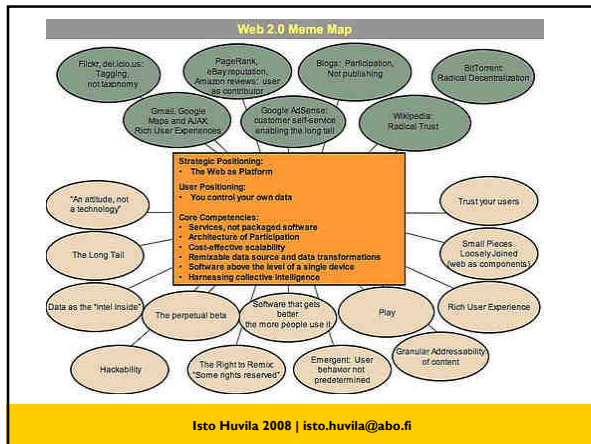 Web 2.0 Meme Map
Flickr, del.icio.us:
Tagging,
not taxonomy
PageRank,
eBay reputation,
Amazon reviews: user
as contributor
Blogs: Participation,
Not publishing
BitTorrent:
Radical Decentralization
Gmail, Google
Maps and AJAX:
Rich User Experiences
Google AdSense:
customer self-service
enabling the long tail
Wikipedia:
Radical Trust
Strategic Positioning:
• The Web as Platform
User Positioning:
• You control your own data
Core Competencies:
• Services, not packaged software
• Architecture of Participation
• Cost-effective scalability
• Remixable data source and data transformations
• Software above the level of a single device
• Harnessing collective intelligence
"An attitude, not
a technology"
Trust your users
The Long Tail
Small Pieces
Loosely Joined
(web as components)
Data as the "Intel Inside"
The perpetual beta
Software that gets
better
the more people use it
Play
Rich User Experience
Hackability
The Right to Remix:
"Some rights reserved"
Emergent: User
behavior not
predetermined
Granular Addressability
of content
Isto Huvila 2008 | isto.huvila@abo.fi